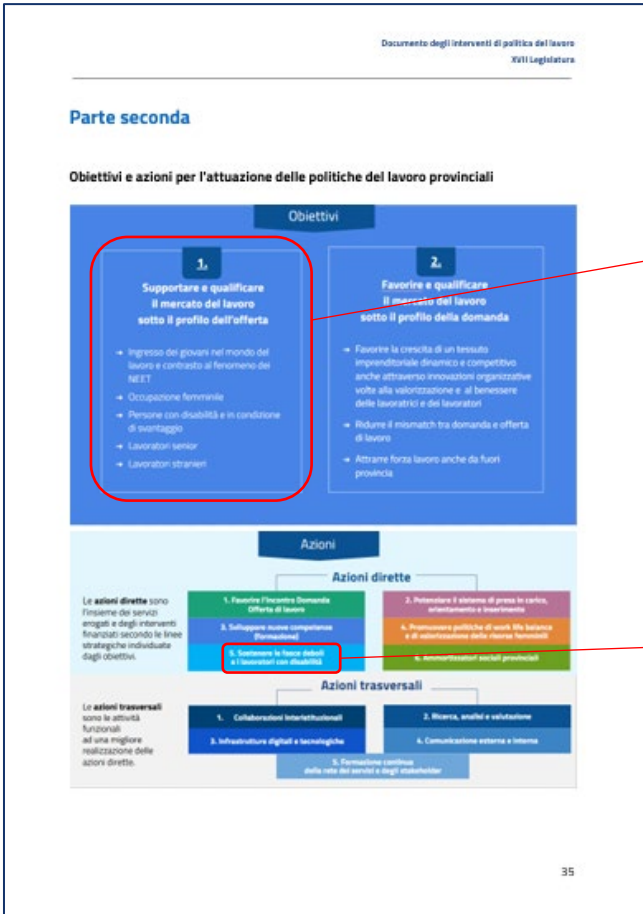 Documento degli interventi di politica del lavoro
XVII Legislatura
Parte seconda
Obiettivi e azioni per l'attuazione delle politiche del lavoro provinciali
Obiettivi
1.
Supportare e qualificare
il mercato del lavoro
sotto il profilo dell'offerta
→ Ingresso dei giovani nel mondo del
lavoro e contrasto al fenomeno dei
NEET
→ Occupazione femminile
→ Persone con disabilità e in condizione
di svantaggio
→ Lavoratori senior
→ Lavoratori stranieri
2.
Favorire e qualificare
il mercato del lavoro
sotto il profilo della domanda
→ Favorire la crescita di un tessuto
imprenditoriale dinamico e competitivo
anche attraverso innovazioni organizzative
volte alla valorizzazione e al benessere
delle lavoratrici e dei lavoratori
→ Ridurre il mismatch tra domanda e offerta
di lavoro
→ Attrarre forza lavoro anche da fuori
provincia
Azioni
Azioni dirette
Le azioni dirette sono
l'insieme dei servizi
erogati e degli interventi
finanziati secondo le linee
strategiche individuate
dagli obiettivi.
1. Favorire l'incontro Domanda
Offerta di lavoro
2. Potenziare il sistema di presa in carico,
orientamento e inserimento
3. Sviluppare nuove competenze
(formazione)
4. Promuovere politiche di work life balance
e di valorizzazione delle risorse femminili
5. Sostenere le fasce deboli
e i lavoratori con disabilità
6. Ammortizzatori sociali provinciali
Azioni trasversali
Le azioni trasversali
sono le attività
funzionali
ad una migliore
realizzazione delle
azioni dirette.
1. Collaborazioni interistituzionali
2. Ricerca, analisi e valutazione
3. Infrastrutture digitali e tecnologiche
4. Comunicazione esterna e interna
5. Formazione continua
della rete dei servizi e degli stakeholder
35